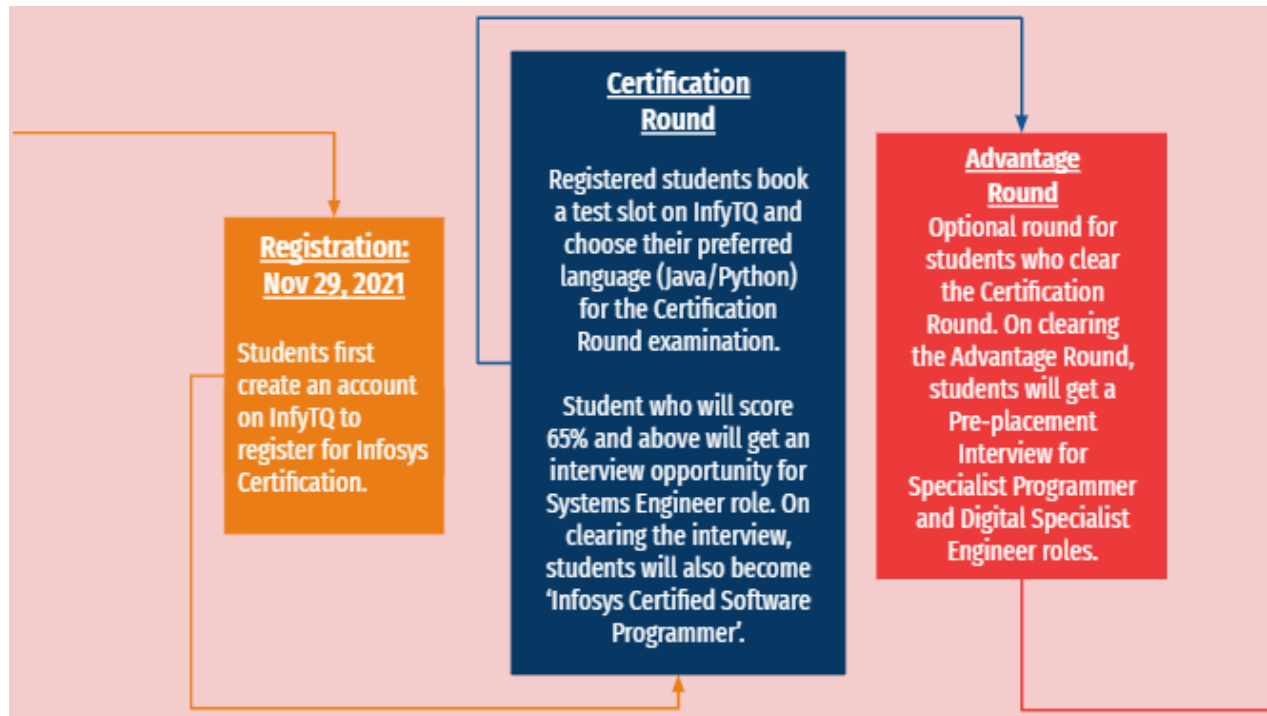 Registration:
Nov 29, 2021
Students first
create an account
on InfyTQ to
register for Infosys
Certification.
Certification
Round
Registered students book
a test slot on InfyTQ and
choose their preferred
language (Java/Python)
for the Certification
Round examination.
Student who will score
65% and above will get an
interview opportunity for
Systems Engineer role. On
clearing the interview,
students will also become
‘Infosys Certified Software
Programmer’.
Advantage
Round
Optional round for
students who clear
the Certification
Round. On clearing
the Advantage Round,
students will get a
Pre-placement
Interview for
Specialist Programmer
and Digital Specialist
Engineer roles.